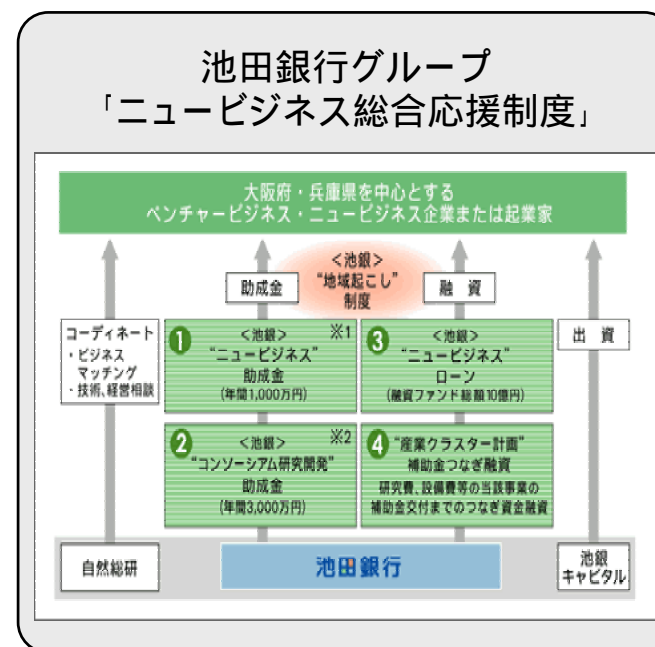 池田銀行グループ
「ニュービジネス総合応援制度」
大阪府・兵庫県を中心とする
ベンチャービジネス・ニュービジネス企業または起業家
<池銀>
“地域起こし”
制度
助成金
融 資
コーディネート
・ビジネス
マッチング
・技術、経営相談
1 <池銀> ※1
“ニュービジネス”
助成金
(年間1,000万円)
3 <池銀>
“ニュービジネス”
ローン
(融資ファンド総額10億円)
出 資
2 <池銀> ※2
“コンソーシアム研究開発”
助成金
(年間3,000万円)
4 “産業クラスター計画”
補助金つなぎ融資
研究費、設備費等の当該事業の
補助金交付までのつなぎ資金融資
自然総研
池田銀行
池銀
キャピタル